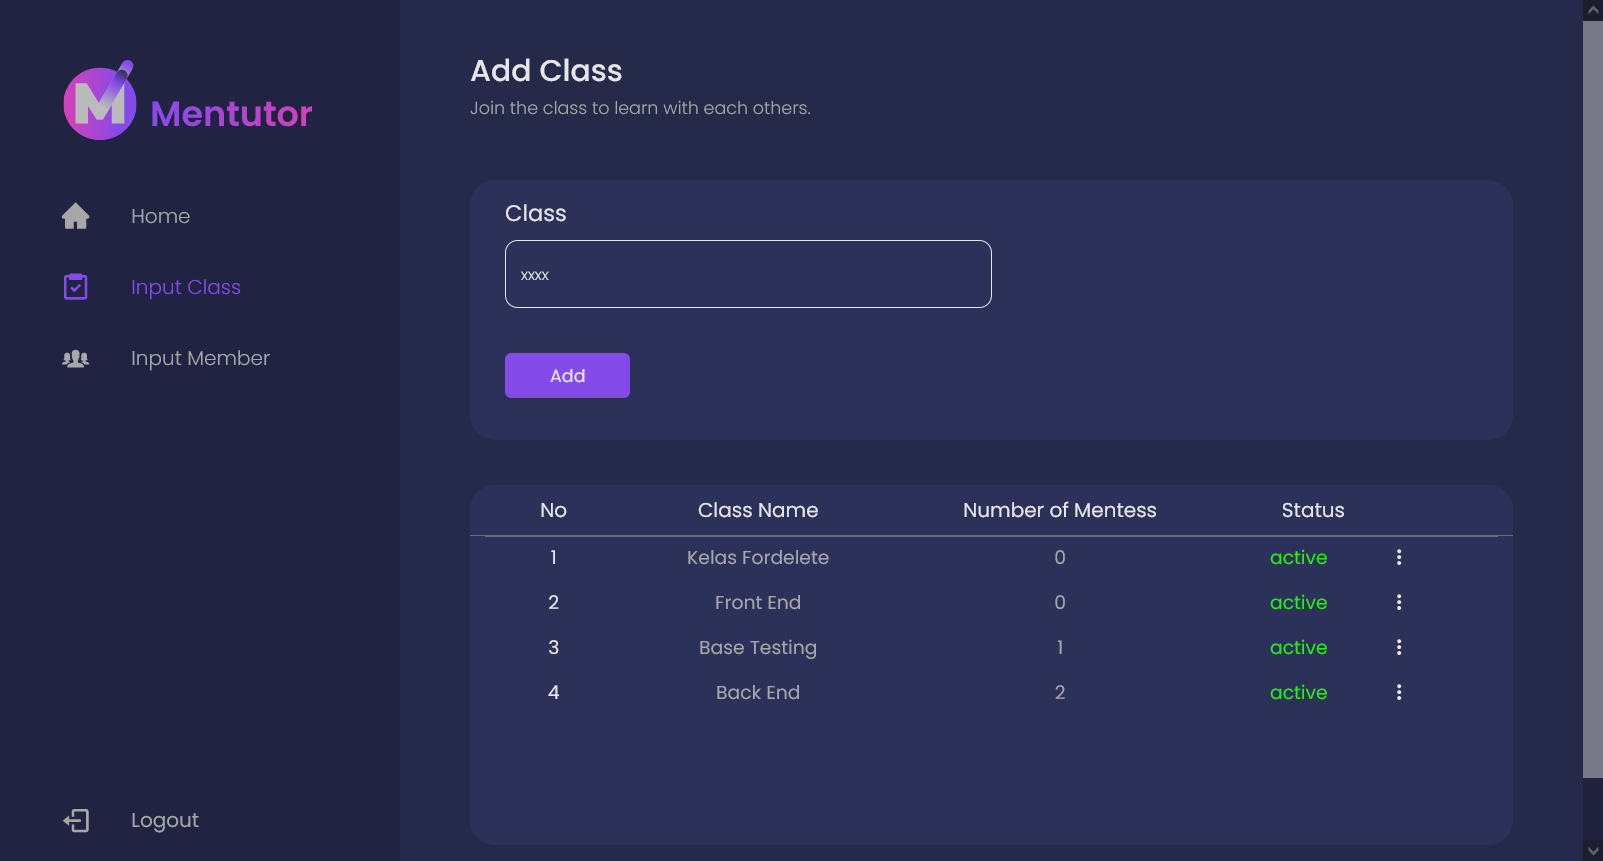 Mentutor
Home
Input Class
Input Member
Logout
Add Class
Join the class to learn with each others.
Class
xxxx
Add
No Class Name Number of Mentess Status
1 Kelas Fordelete 0 active
2 Front End 0 active
3 Base Testing 1 active
4 Back End 2 active